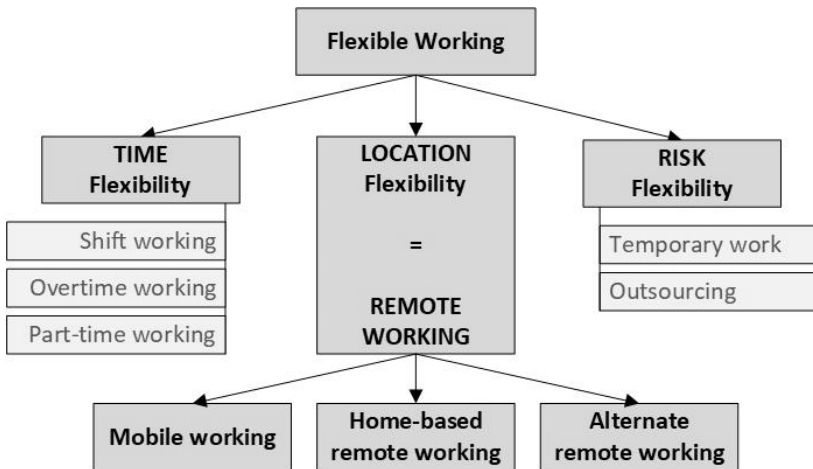 Flexible Working
TIME
Flexibility
Shift working
Overtime working
Part-time working
LOCATION
Flexibility
=
REMOTE
WORKING
RISK
Flexibility
Temporary work
Outsourcing
Mobile working
Home-based
remote working
Alternate
remote working